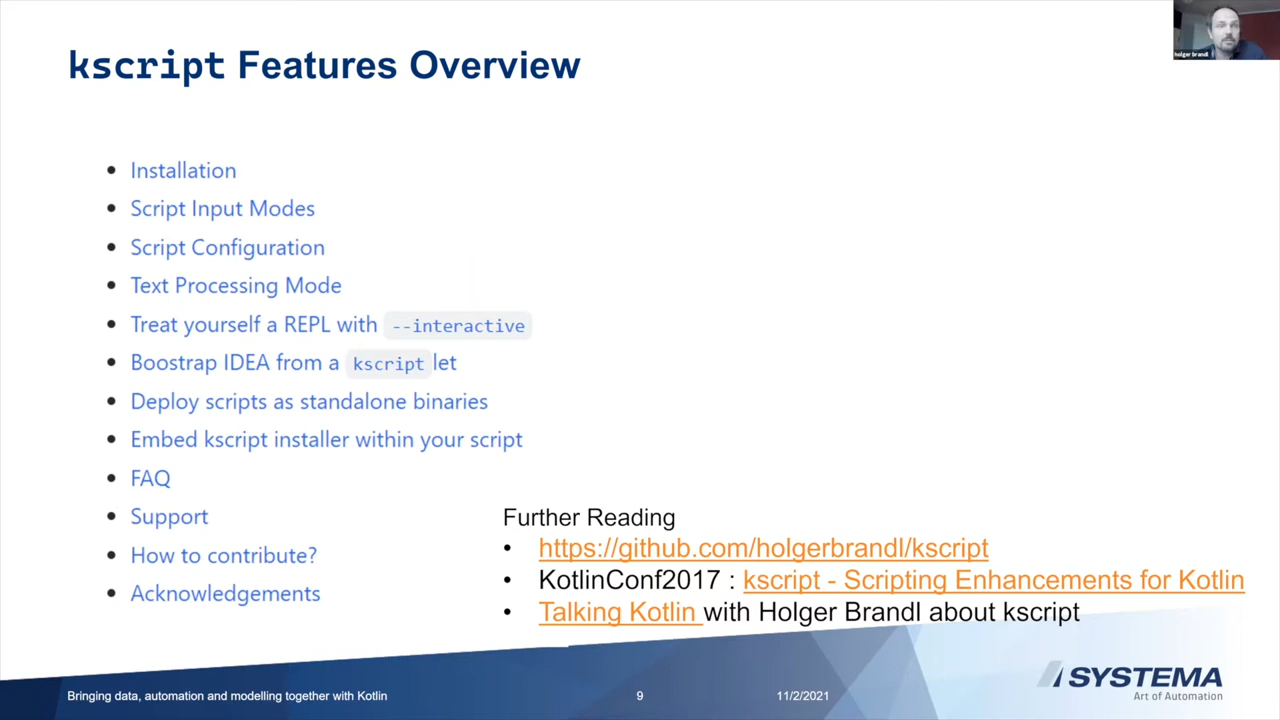 holger brandl
kscript Features Overview
Installation
Script Input Modes
Script Configuration
Text Processing Mode
Treat yourself a REPL with --interactive
Boostrap IDEA from a kscript let
Deploy scripts as standalone binaries
Embed kscript installer within your script
FAQ
Support
How to contribute?
Acknowledgements
Further Reading
https://github.com/holgerbrandl/kscript
KotlinConf2017 : kscript - Scripting Enhancements for Kotlin
Talking Kotlin with Holger Brandl about kscript
Bringing data, automation and modelling together with Kotlin
9
11/2/2021
SYSTEMA
Art of Automation